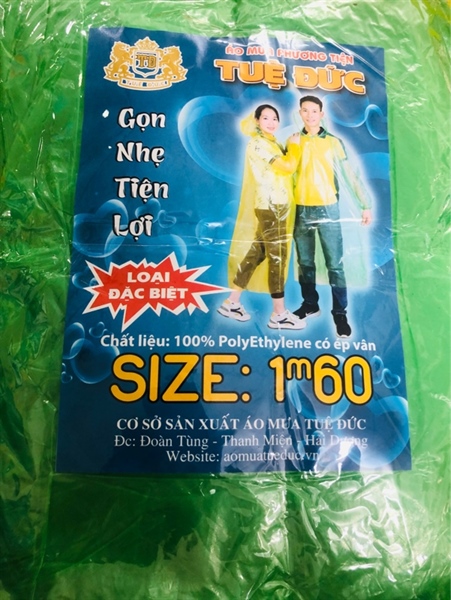 TĐ
ÁO MƯA PHƯƠNG TIỆN
TUỆ ĐỨC
Gọn
Nhẹ
Tiện
Lợi
LOẠI
ĐẶC BIỆT
Chất liệu: 100% PolyEthylene có ép vân
SIZE: 1m60
CƠ SỞ SẢN XUẤT ÁO MƯA TUỆ ĐỨC
Đc: Đoàn Tùng - Thanh Miện - Hải Dương
Website: aomuatueduc.vn